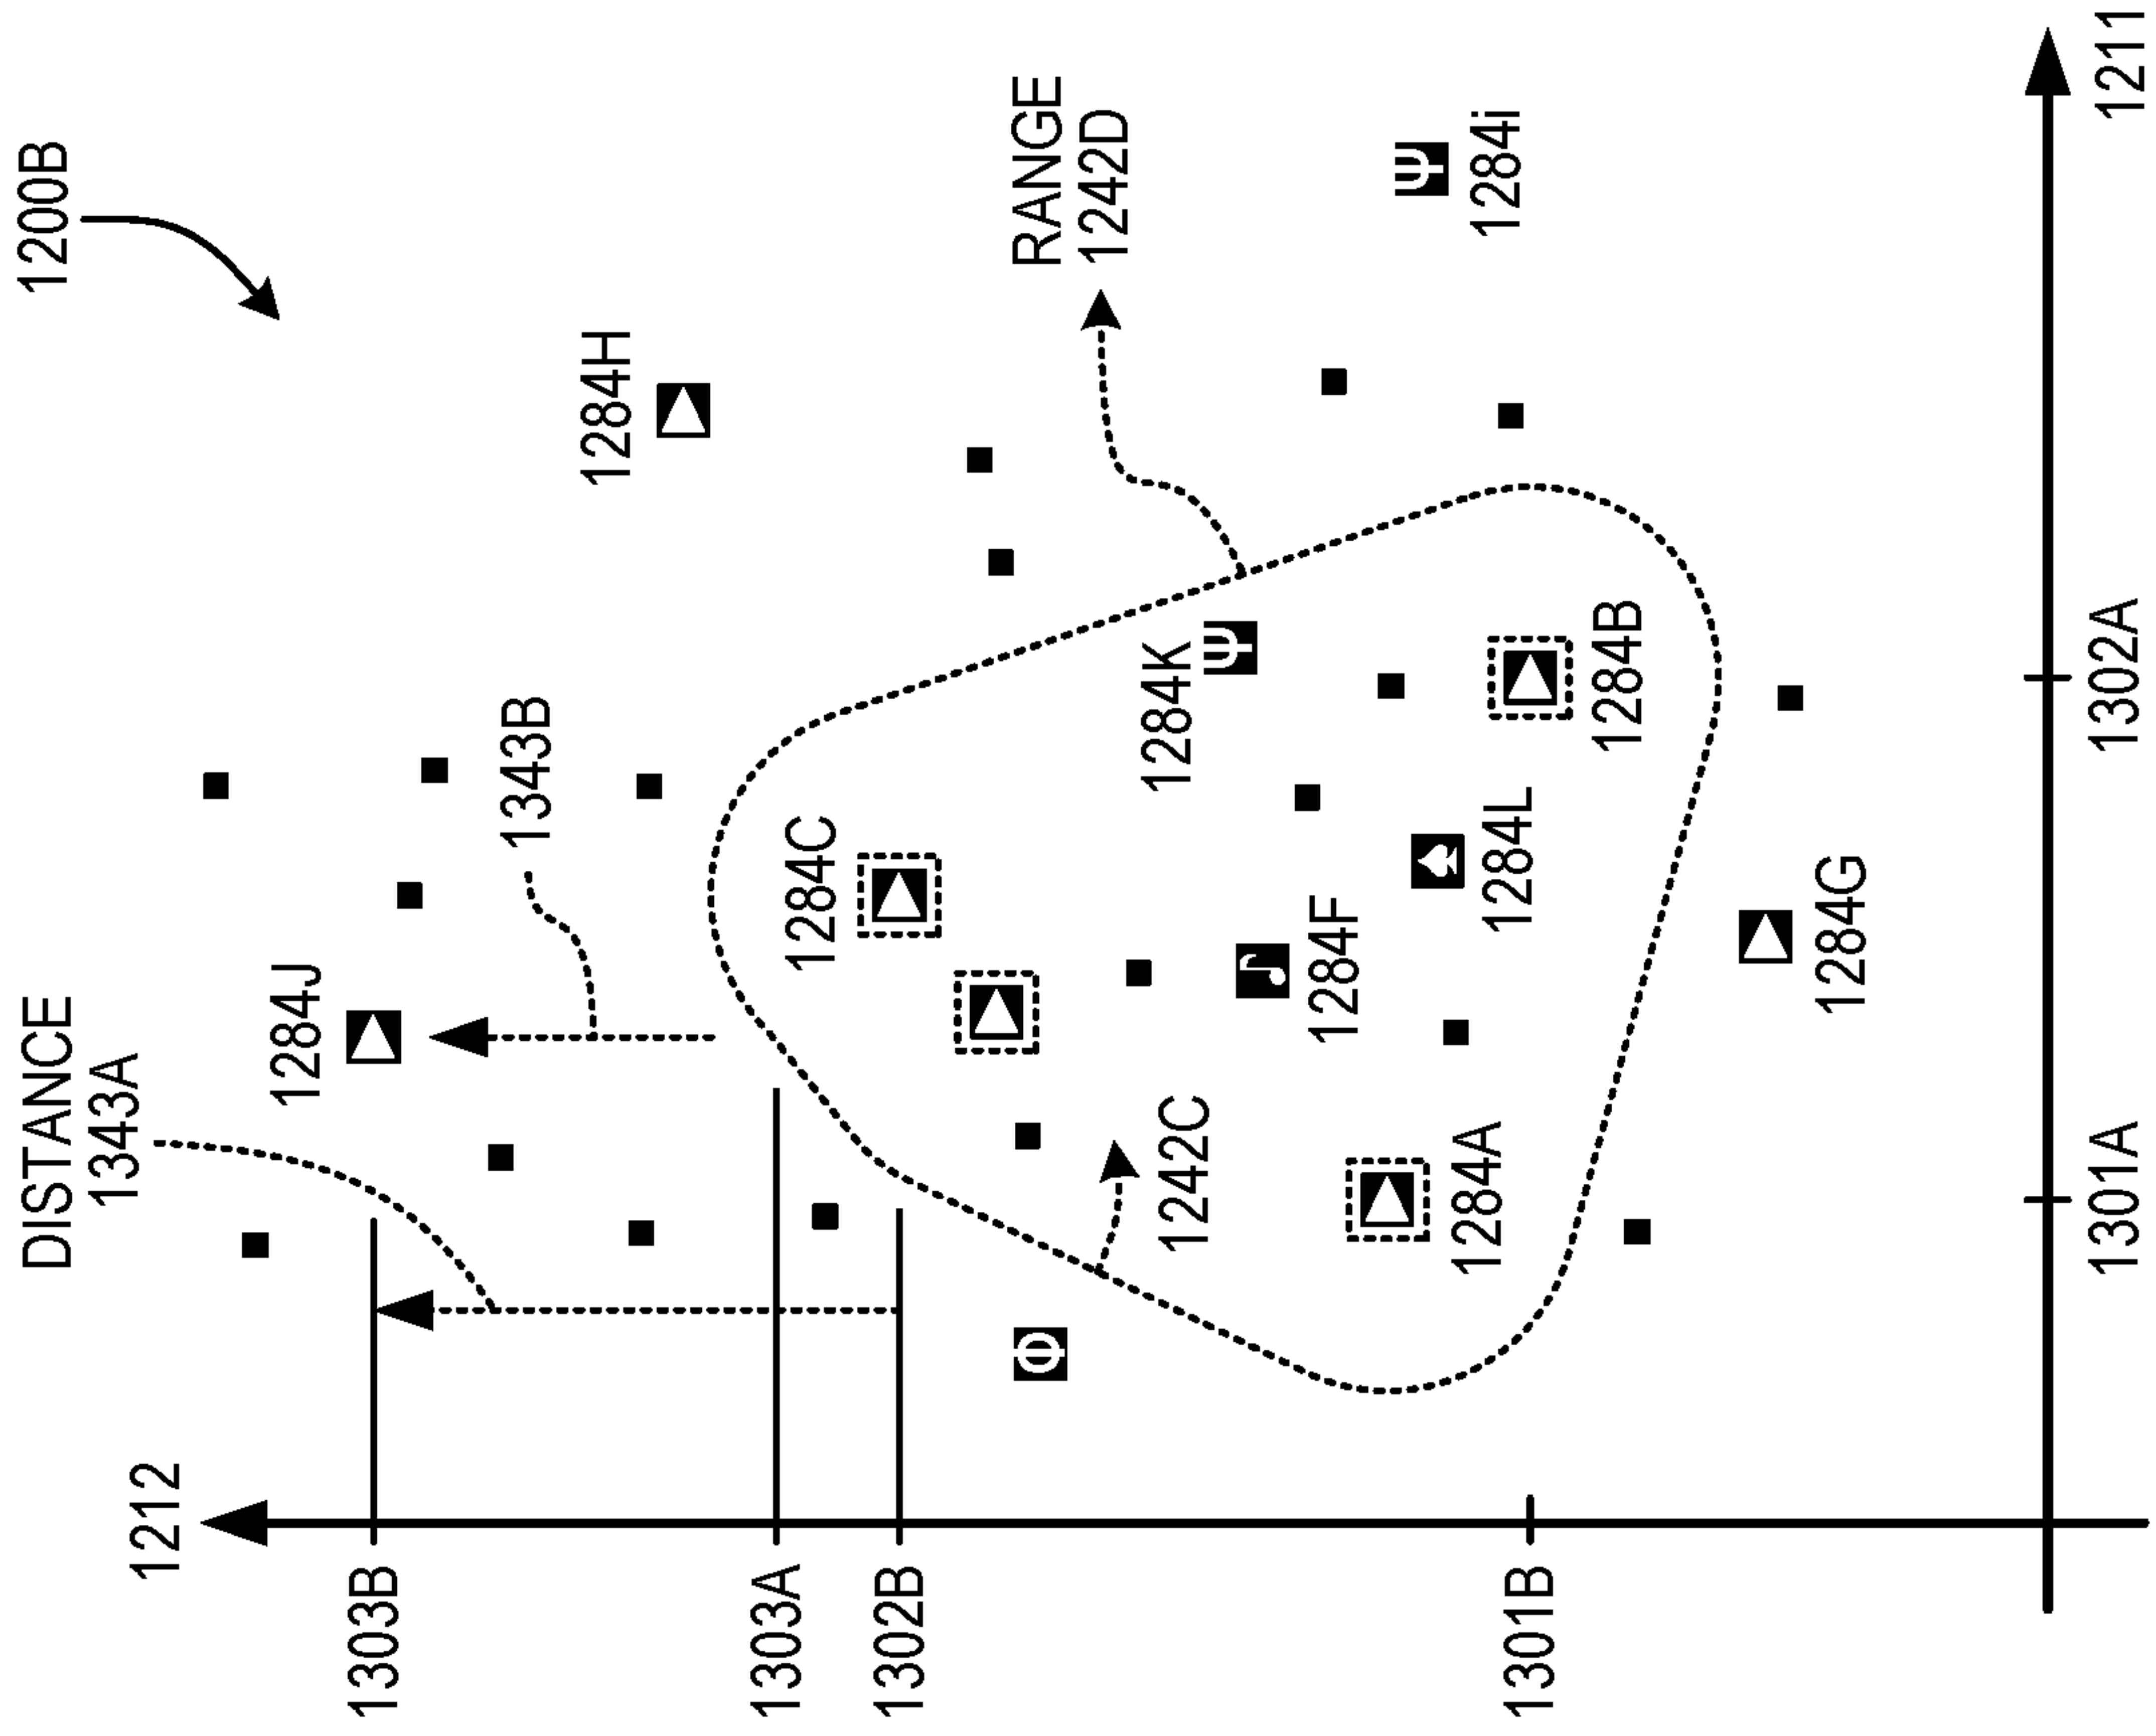 1200B
DISTANCE
1343A
1212
1284J
1343B
1284H
1303B
1303A
1302B
1284C
RANGE
1242D
1284K
1242C
1284F
1284L
1284i
1284A
1284B
1301B
1284G
1301A
1302A
1211
Φ
Ψ
Ψ